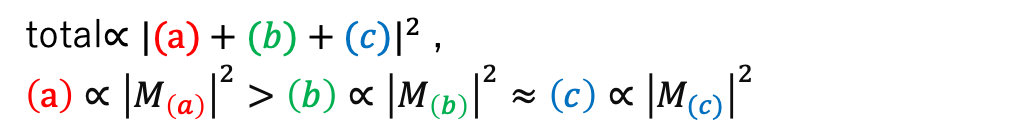 total∝ |(a) + (b) + (c)|² ,
(a) ∝ |M₍ₐ₎|² > (b) ∝ |M₍b₎|² ≈ (c) ∝ |M₍c₎|²